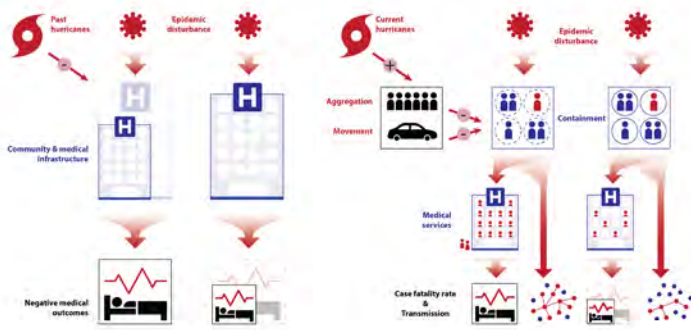 Past
hurricanes
Epidemic
disturbance
-
H
H
H
Community & medical
infrastructure
Negative medical
outcomes
Current
hurricanes
Epidemic
disturbance
+
Aggregation
Movement
-
-
Containment
Medical
services
H
H
Case fatality rate
&
Transmission